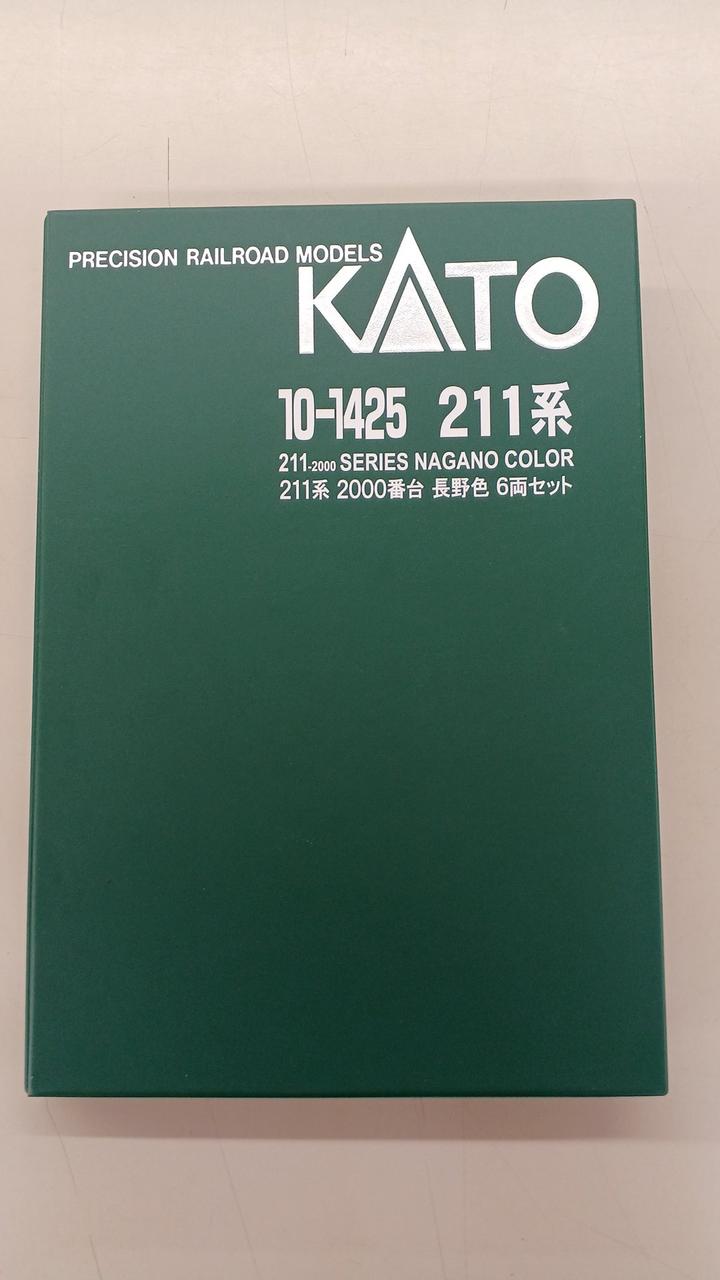 PRECISION RAILROAD MODELS
KATO
10-1425 211系
211-2000 SERIES NAGANO COLOR
211系 2000番台 長野色 6両セット